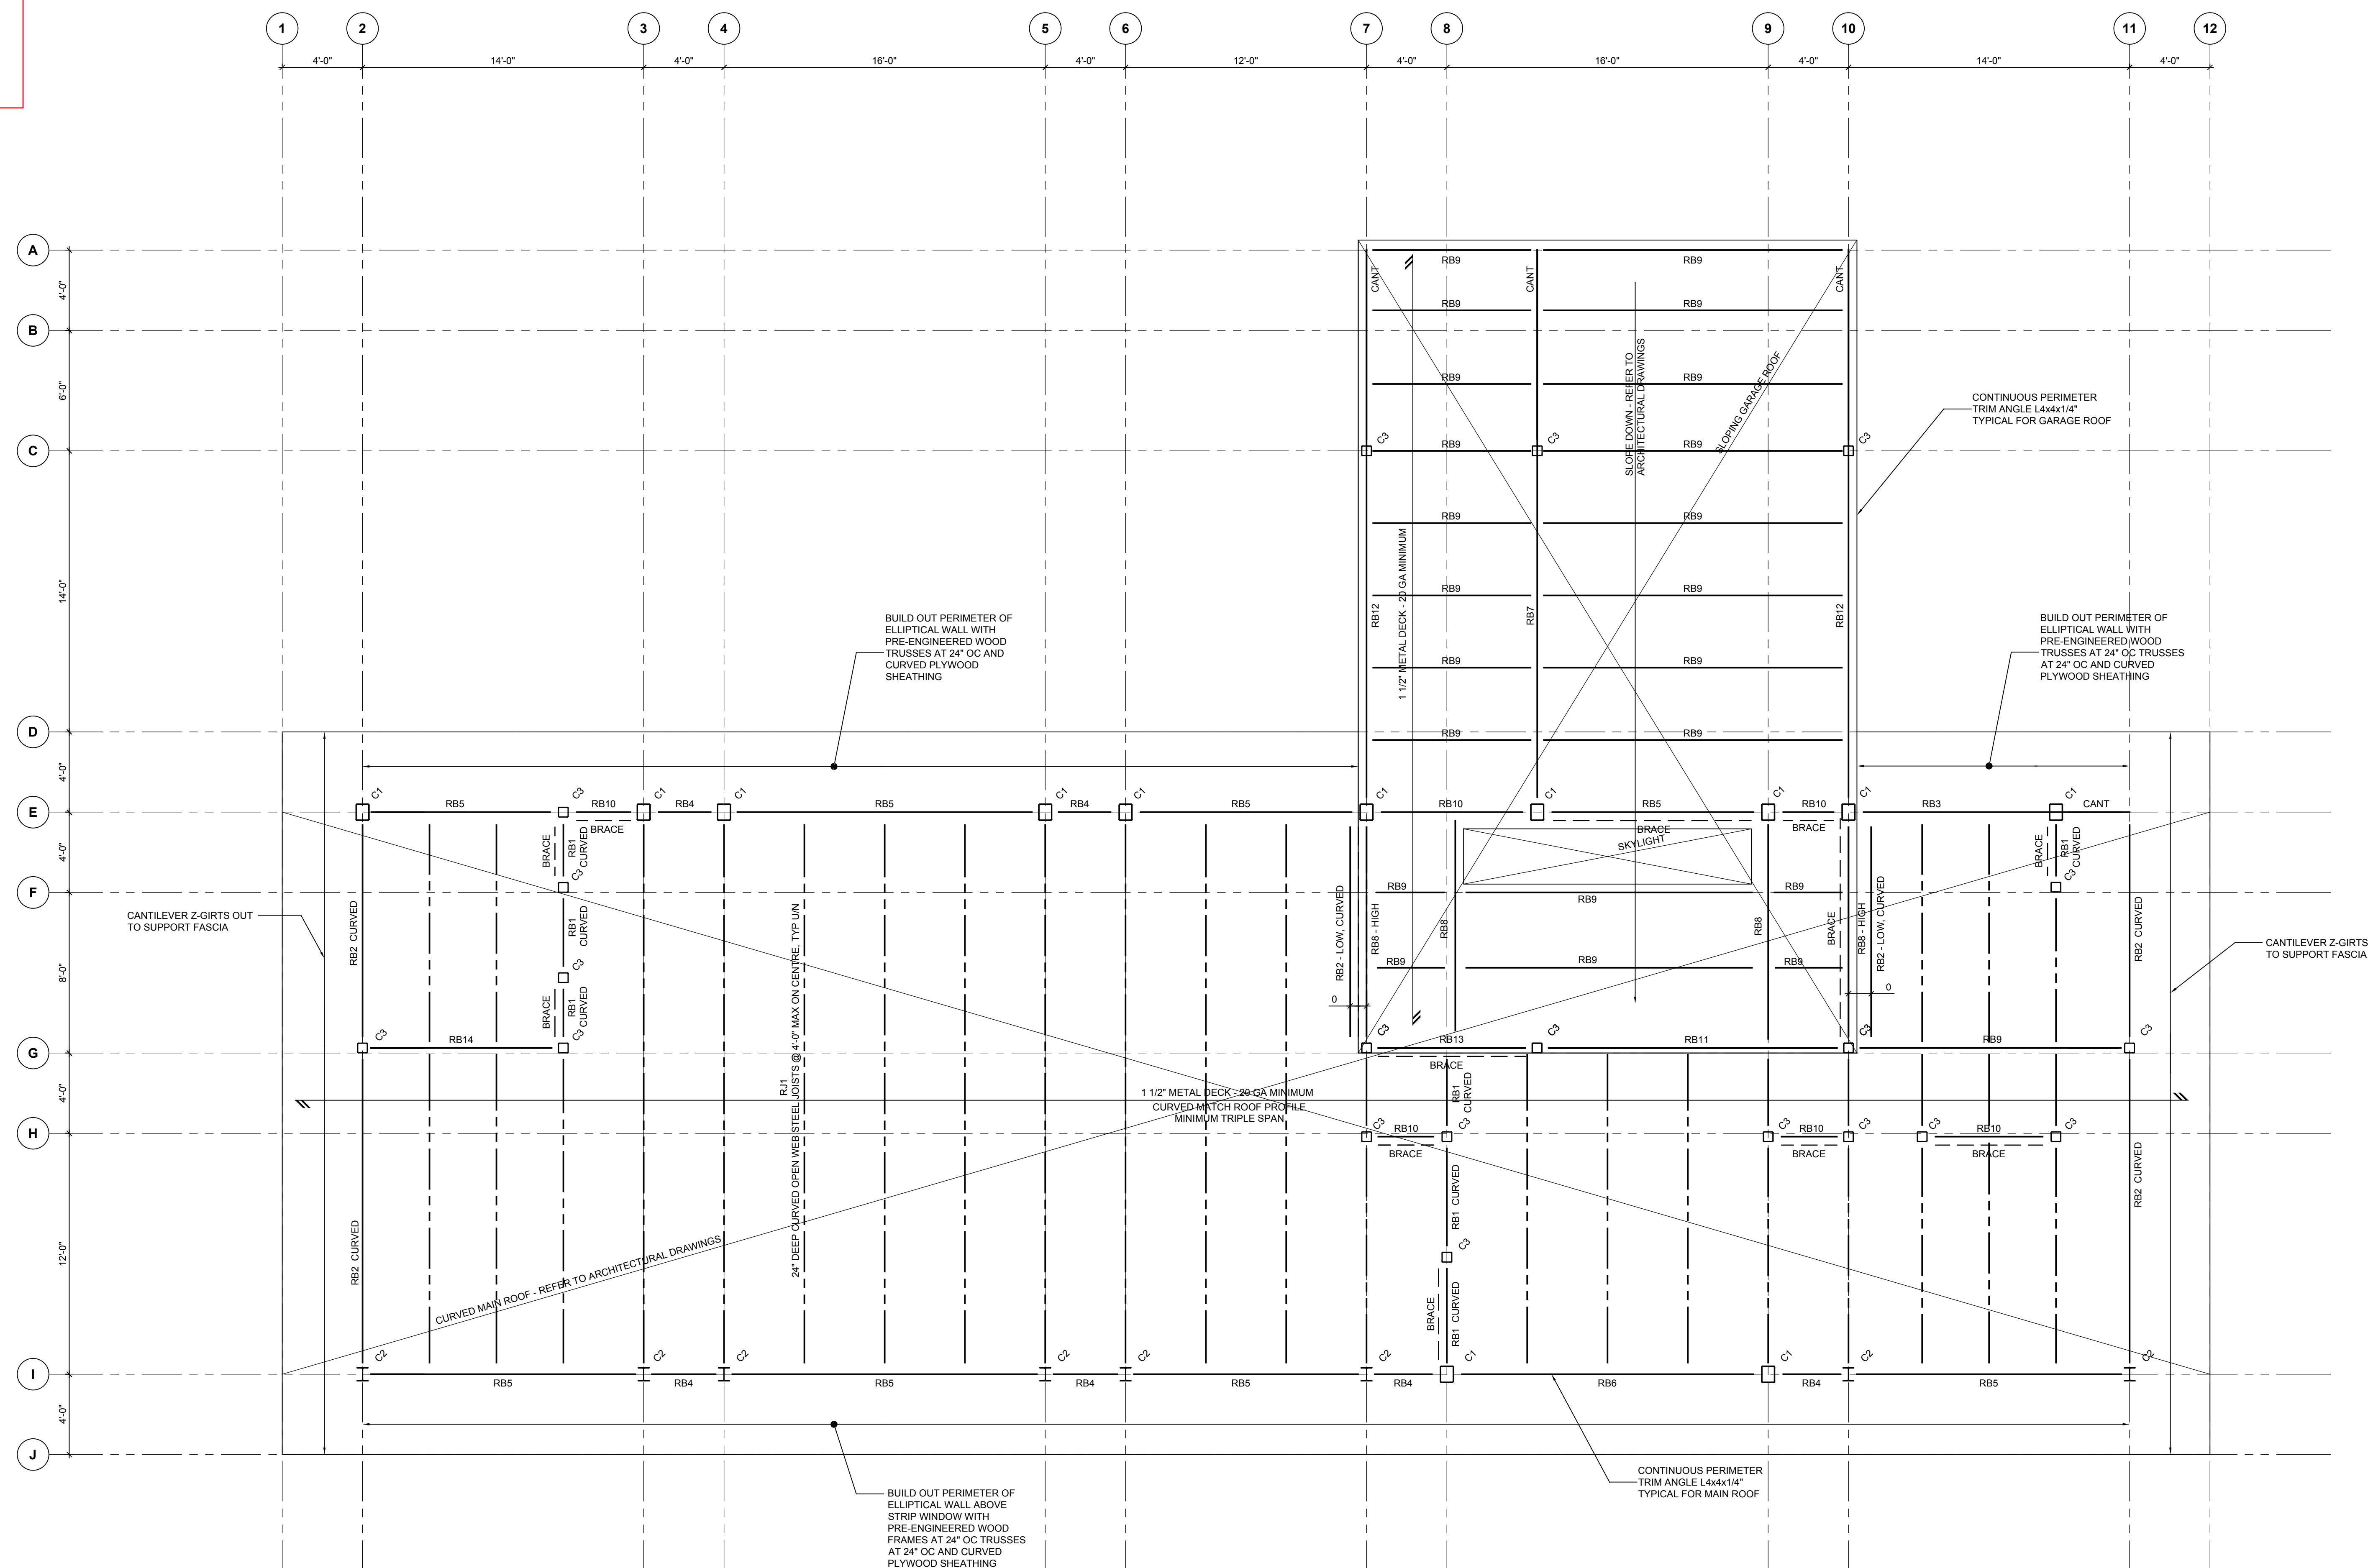 1 2 3 4 5 6 7 8 9 10 11 12
4'-0" 14'-0" 4'-0" 16'-0" 4'-0" 12'-0" 4'-0" 16'-0" 4'-0" 14'-0" 4'-0"
A
4'-0"
B
6'-0"
C
14'-0"
D
4'-0"
E
4'-0"
F
8'-0"
G
4'-0"
H
12'-0"
I
4'-0"
J
RB9 RB9
CANT CANT CANT
RB9 RB9
RB9 RB9
C3 C3 C3
RB9 RB9
RB9 RB9
RB9 RB9
RB9 RB9
RB9 RB9
RB12 RB7 RB12
1 1/2" METAL DECK - 20 GA MINIMUM
SLOPE DOWN - REFER TO
ARCHITECTURAL DRAWINGS
SLOPING GARAGE ROOF
CONTINUOUS PERIMETER
TRIM ANGLE L4x4x1/4"
TYPICAL FOR GARAGE ROOF
BUILD OUT PERIMETER OF
ELLIPTICAL WALL WITH
PRE-ENGINEERED WOOD
TRUSSES AT 24" OC AND
CURVED PLYWOOD
SHEATHING
BUILD OUT PERIMETER OF
ELLIPTICAL WALL WITH
PRE-ENGINEERED WOOD
TRUSSES AT 24" OC TRUSSES
AT 24" OC AND CURVED
PLYWOOD SHEATHING
C1 C3 C1 C1 C1 C1 C1 C1 C1 C1 C1
RB5 RB10 RB4 RB5 RB4 RB5 RB10 RB5 RB10 RB3 CANT
BRACE BRACE BRACE
SKYLIGHT
BRACE
RB1
CURVED
C3
BRACE
RB1
CURVED
C3
RB9 RB9
RB9
RB2 CURVED
RB1
CURVED
C3
BRACE
RB1
CURVED
C3 C3
RB14
RB2 - LOW, CURVED
RB8 - HIGH
RB8
RB8
BRACE
RB8 - HIGH
RB2 - LOW, CURVED
RB2 CURVED
RB9 RB9 RB9
0 0
C3 C3 C3 C3
RB13 RB11 RB9
BRACE
CANTILEVER Z-GIRTS OUT
TO SUPPORT FASCIA
CANTILEVER Z-GIRTS
TO SUPPORT FASCIA
RJ1
24" DEEP CURVED OPEN WEB STEEL JOISTS @ 4'-0" MAX ON CENTRE, TYP U/N
1 1/2" METAL DECK - 20 GA MINIMUM
CURVED MATCH ROOF PROFILE
MINIMUM TRIPLE SPAN
RB1
CURVED
C3 C3 C3 C3 C3 C3
RB10 RB10 RB10
BRACE BRACE BRACE
RB2 CURVED
RB1 CURVED
C3
BRACE
RB1 CURVED
RB2 CURVED
CURVED MAIN ROOF - REFER TO ARCHITECTURAL DRAWINGS
C2 C2 C2 C2 C2 C2 C1 C1 C2 C2
RB5 RB4 RB5 RB4 RB5 RB4 RB6 RB4 RB5
CONTINUOUS PERIMETER
TRIM ANGLE L4x4x1/4"
TYPICAL FOR MAIN ROOF
BUILD OUT PERIMETER OF
ELLIPTICAL WALL ABOVE
STRIP WINDOW WITH
PRE-ENGINEERED WOOD
FRAMES AT 24" OC TRUSSES
AT 24" OC AND CURVED
PLYWOOD SHEATHING